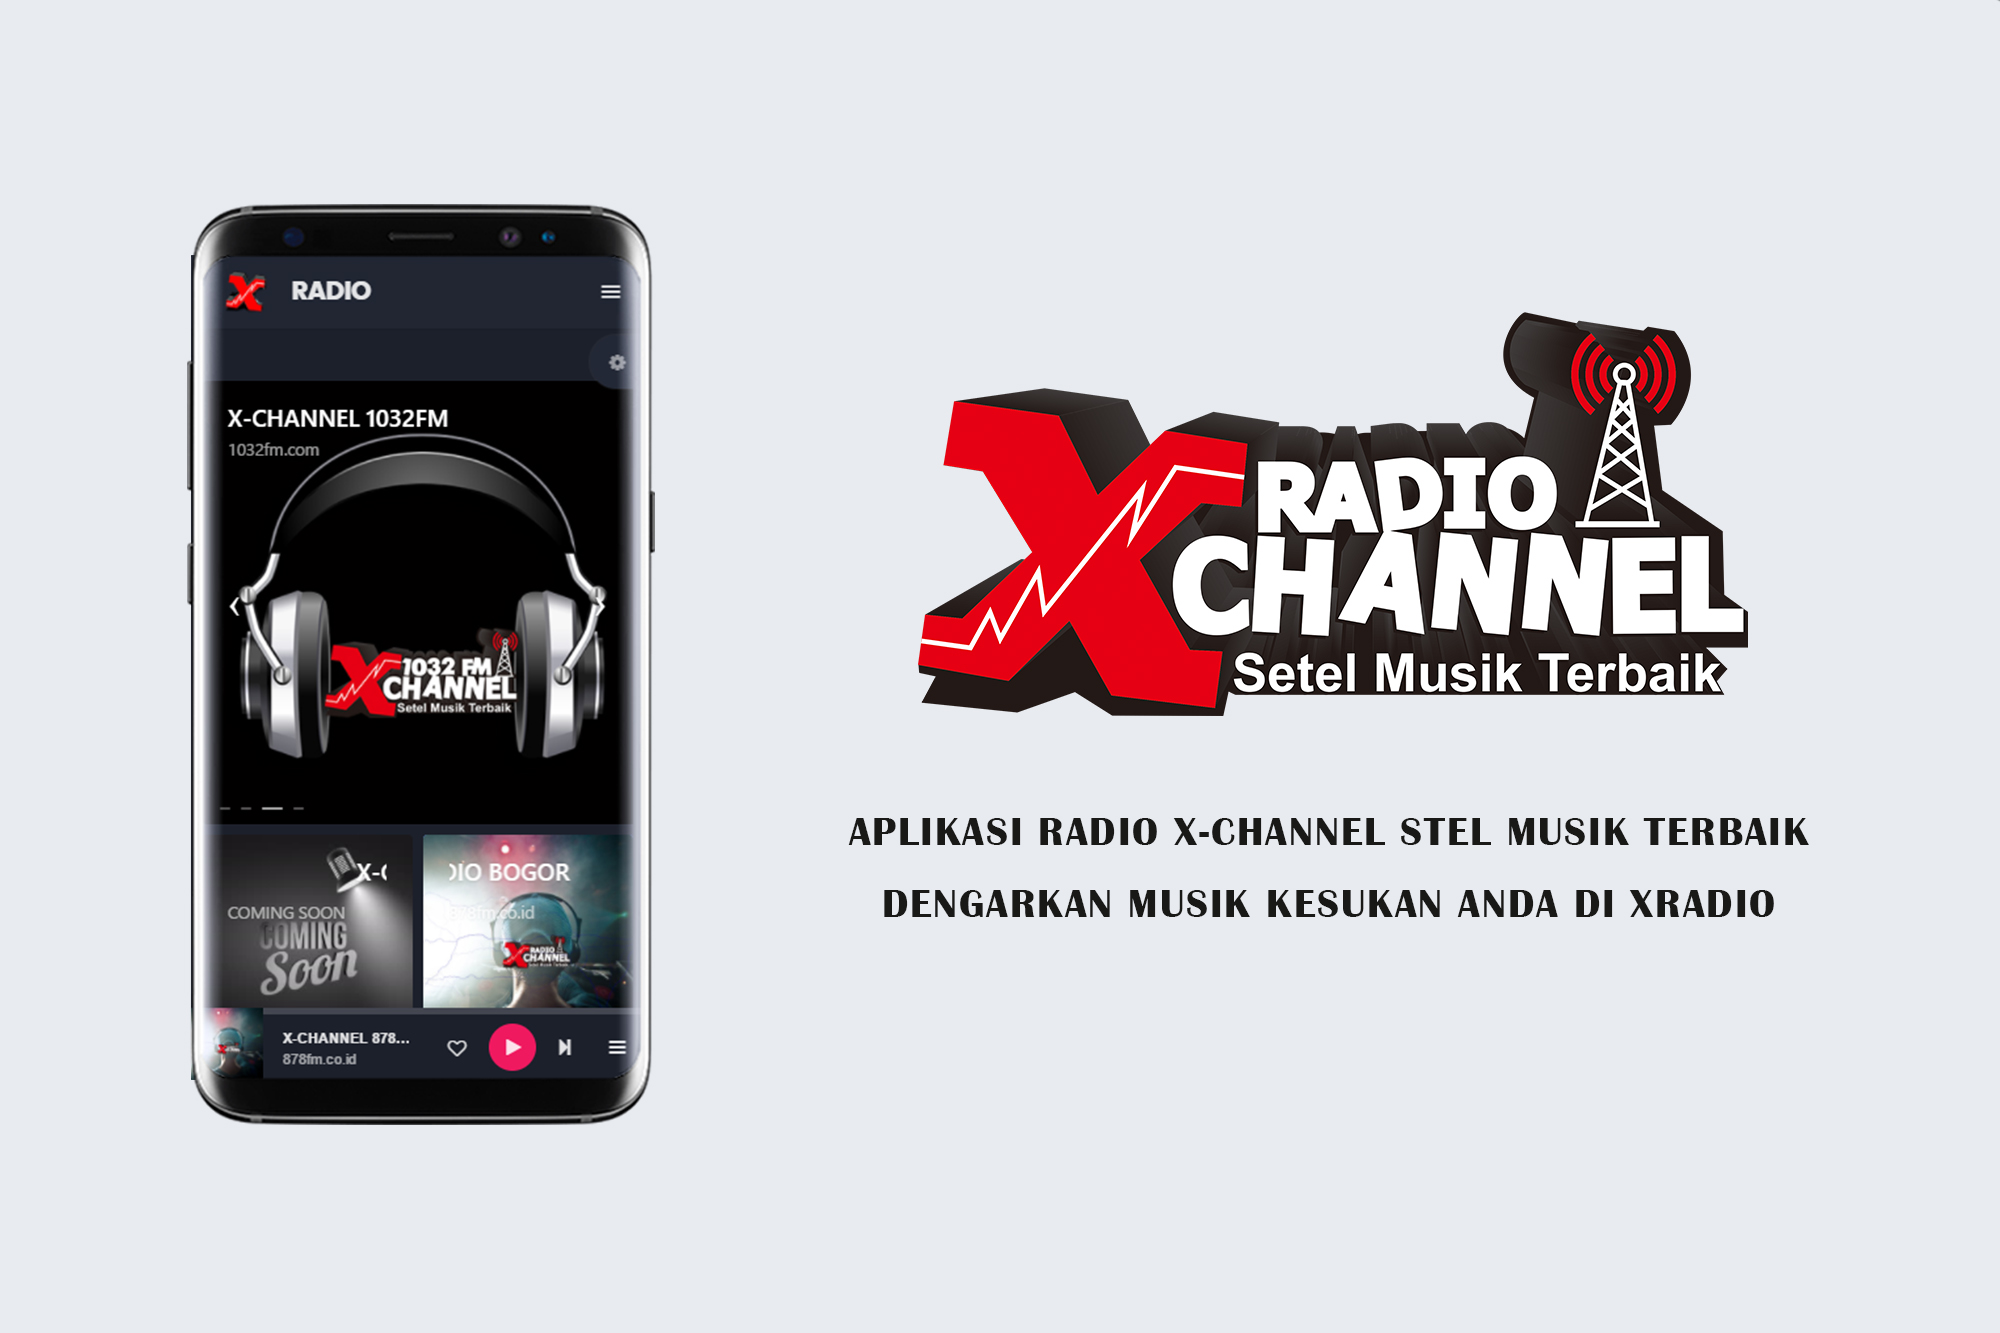 RADIO
X-CHANNEL 1032FM
1032fm.com
1032 FM
CHANNEL
Setel Musik Terbaik
X-C
COMING SOON
COMING
Soon
DIO BOGOR
878fm.co.id
RADIO
CHANNEL
X-CHANNEL 878...
878fm.co.id
X RADIO
CHANNEL
Setel Musik Terbaik
APLIKASI RADIO X-CHANNEL STEL MUSIK TERBAIK
DENGARKAN MUSIK KESUKAN ANDA DI XRADIO